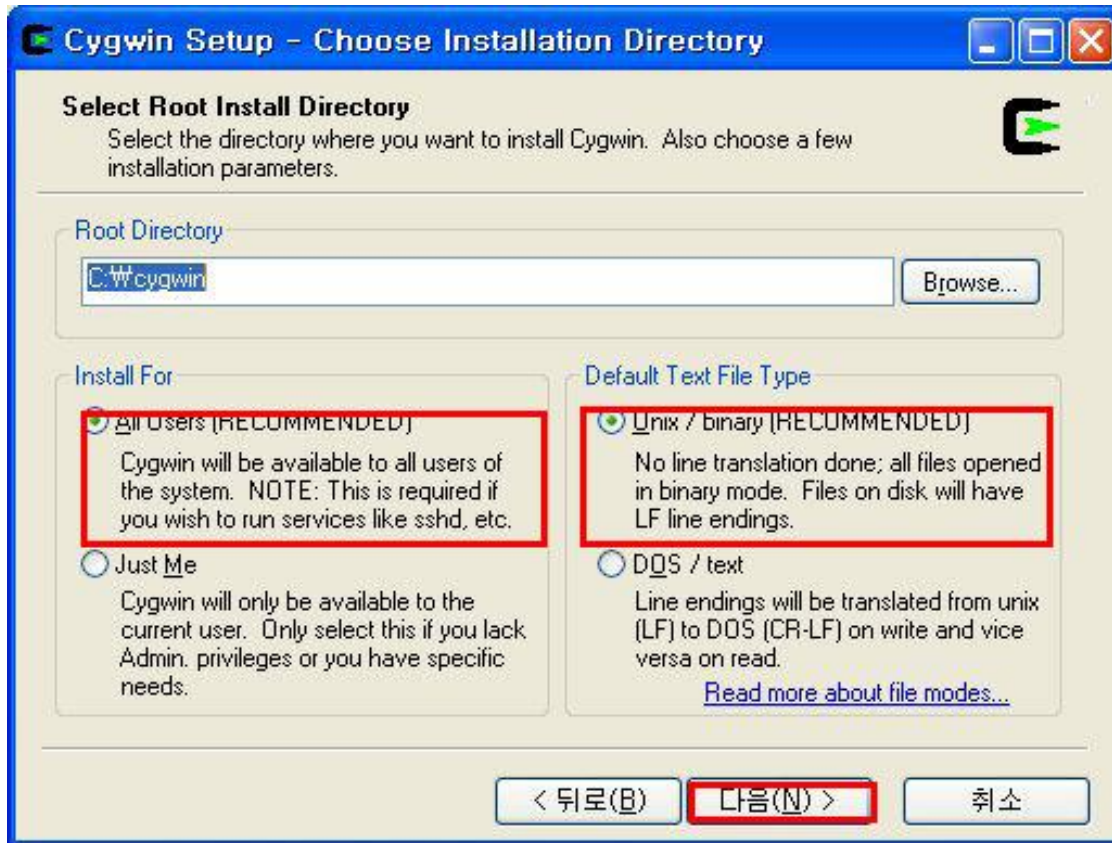 Cygwin Setup - Choose Installation Directory
Select Root Install Directory
Select the directory where you want to install Cygwin. Also choose a few
installation parameters.
Root Directory
C:₩cygwin
Browse...
Install For
All Users (RECOMMENDED)
Cygwin will be available to all users of
the system. NOTE: This is required if
you wish to run services like sshd, etc.
Just Me
Cygwin will only be available to the
current user. Only select this if you lack
Admin. privileges or you have specific
needs.
Default Text File Type
Unix / binary (RECOMMENDED)
No line translation done; all files opened
in binary mode. Files on disk will have
LF line endings.
DOS / text
Line endings will be translated from unix
(LF) to DOS (CR-LF) on write and vice
versa on read.
Read more about file modes...
< 뒤로(B)
다음(N) >
취소